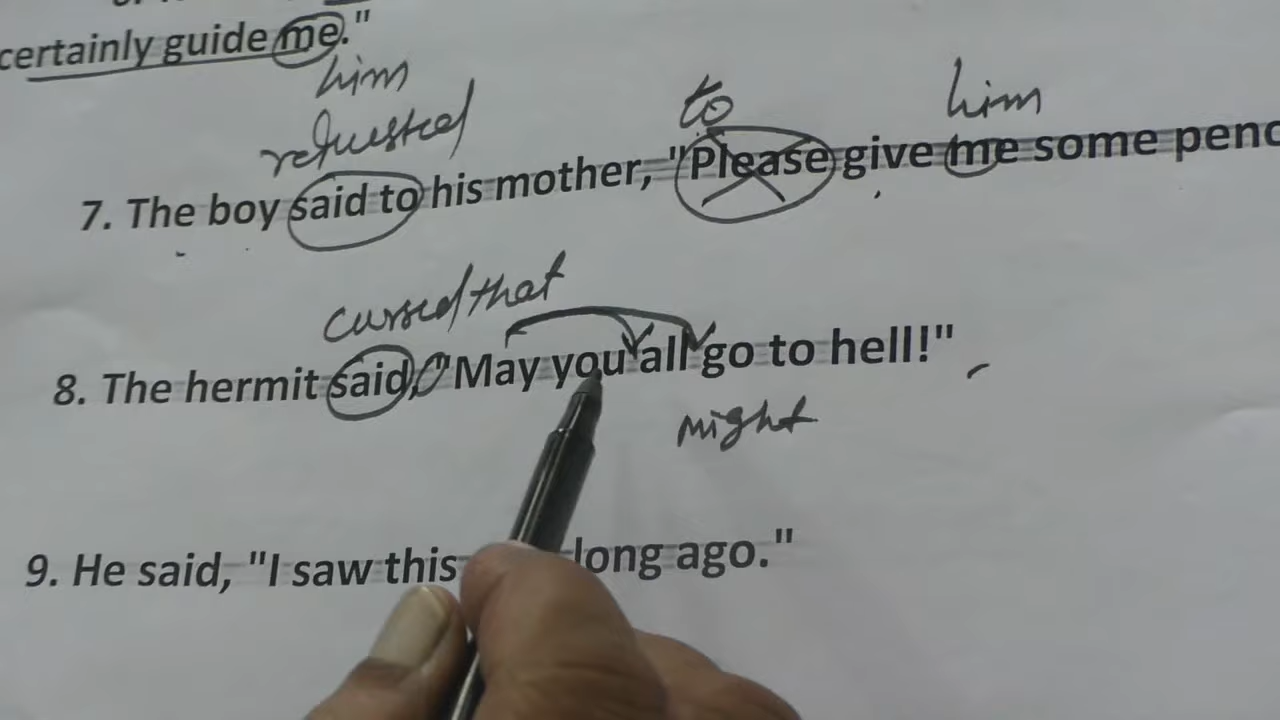 certainly guide me."
him
requested to him
7. The boy said to his mother, "Please give me some penc
cursed that
8. The hermit said, "May you all go to hell!"
might
9. He said, "I saw this long ago."